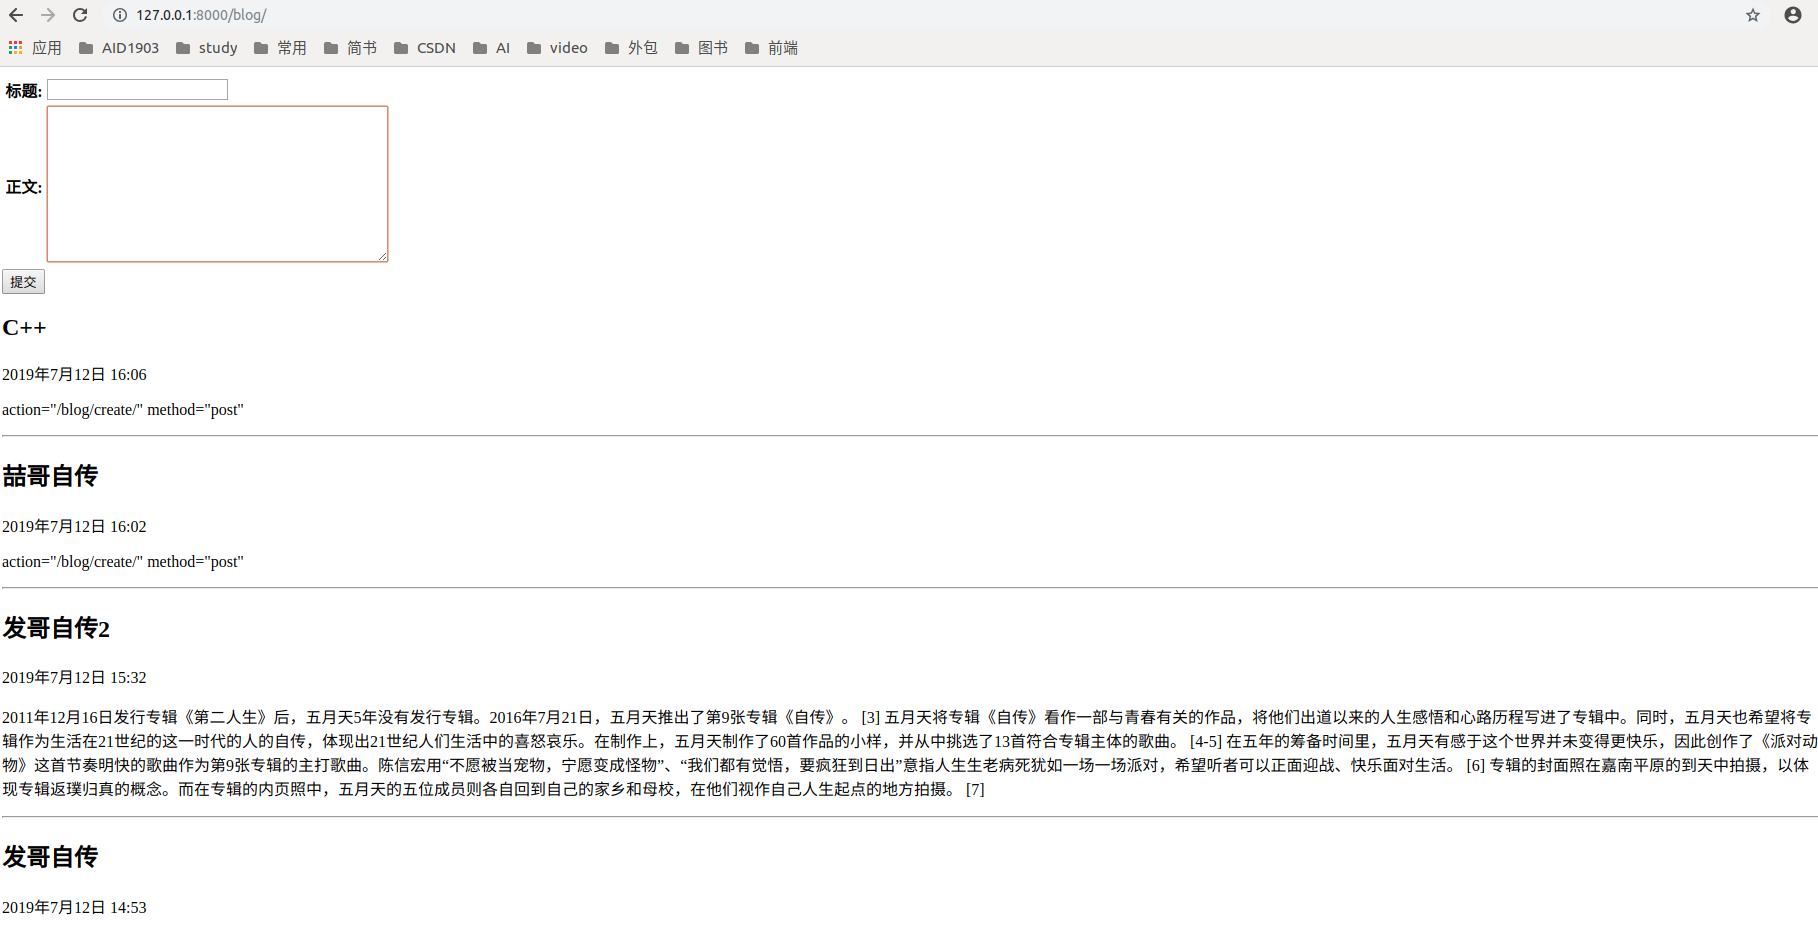 127.0.0.1:8000/blog/
应用 AID1903 study 常用 简书 CSDN AI video 外包 图书 前端
标题:
正文:
提交
C++
2019年7月12日 16:06
action="/blog/create/" method="post"
喆哥自传
2019年7月12日 16:02
action="/blog/create/" method="post"
发哥自传2
2019年7月12日 15:32
2011年12月16日发行专辑《第二人生》后，五月天5年没有发行专辑。2016年7月21日，五月天推出了第9张专辑《自传》。 [3] 五月天将专辑《自传》看作一部与青春有关的作品，将他们出道以来的人生感悟和心路历程写进了专辑中。同时，五月天也希望将专
辑作为生活在21世纪的这一时代的人的自传，体现出21世纪人们生活中的喜怒哀乐。在制作上，五月天制作了60首作品的小样，并从中挑选了13首符合专辑主体的歌曲。 [4-5] 在五年的筹备时间里，五月天有感于这个世界并未变得更快乐，因此创作了《派对动
物》这首节奏明快的歌曲作为第9张专辑的主打歌曲。陈信宏用“不愿被当宠物，宁愿变成怪物”、“我们都有觉悟，要疯狂到日出”意指人生生老病死犹如一场一场派对，希望听者可以正面迎战、快乐面对生活。 [6] 专辑的封面照在嘉南平原的到天中拍摄，以体
现专辑返璞归真的概念。而在专辑的内页照中，五月天的五位成员则各自回到自己的家乡和母校，在他们视作自己人生起点的地方拍摄。 [7]
发哥自传
2019年7月12日 14:53